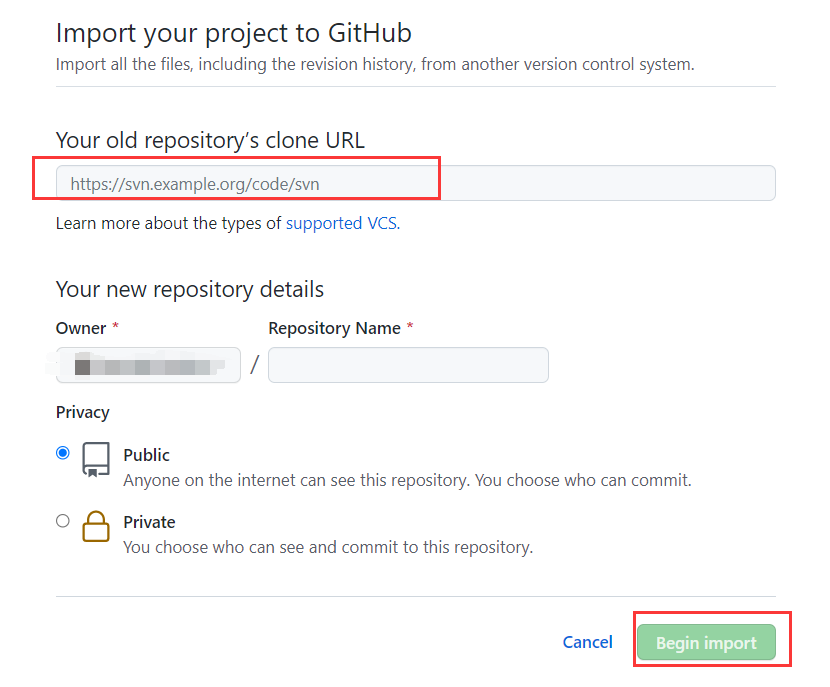 Import your project to GitHub
Import all the files, including the revision history, from another version control system.
Your old repository's clone URL
https://svn.example.org/code/svn
Learn more about the types of supported VCS.
Your new repository details
Owner *
Repository Name *
/
Privacy
Public
Anyone on the internet can see this repository. You choose who can commit.
Private
You choose who can see and commit to this repository.
Cancel
Begin import